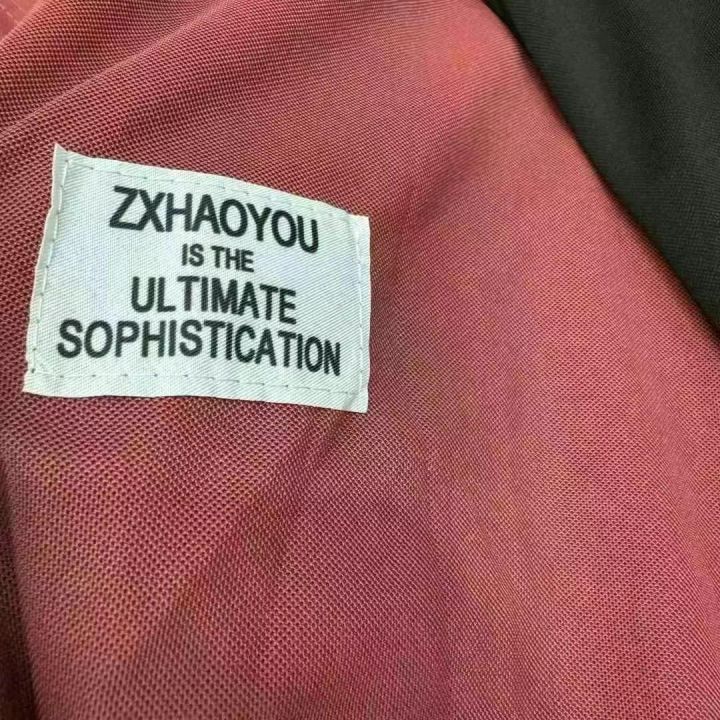 ZXHAOYOU
IS THE
ULTIMATE
SOPHISTICATION